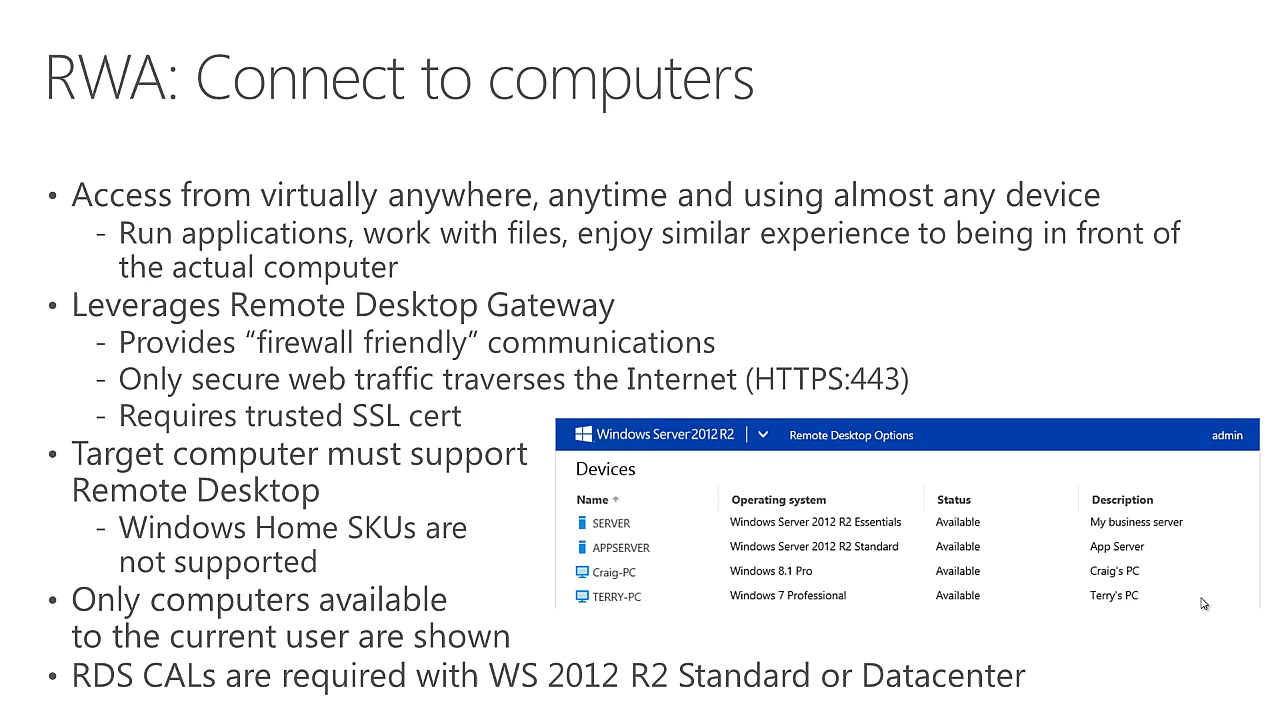 RWA: Connect to computers
• Access from virtually anywhere, anytime and using almost any device
- Run applications, work with files, enjoy similar experience to being in front of
the actual computer
• Leverages Remote Desktop Gateway
- Provides “firewall friendly” communications
- Only secure web traffic traverses the Internet (HTTPS:443)
- Requires trusted SSL cert
• Target computer must support
Remote Desktop
- Windows Home SKUs are
not supported
• Only computers available
to the current user are shown
• RDS CALs are required with WS 2012 R2 Standard or Datacenter
Windows Server 2012 R2 Remote Desktop Options admin
Devices
Name Operating system Status Description
SERVER Windows Server 2012 R2 Essentials Available My business server
APPSERVER Windows Server 2012 R2 Standard Available App Server
Craig-PC Windows 8.1 Pro Available Craig's PC
TERRY-PC Windows 7 Professional Available Terry's PC